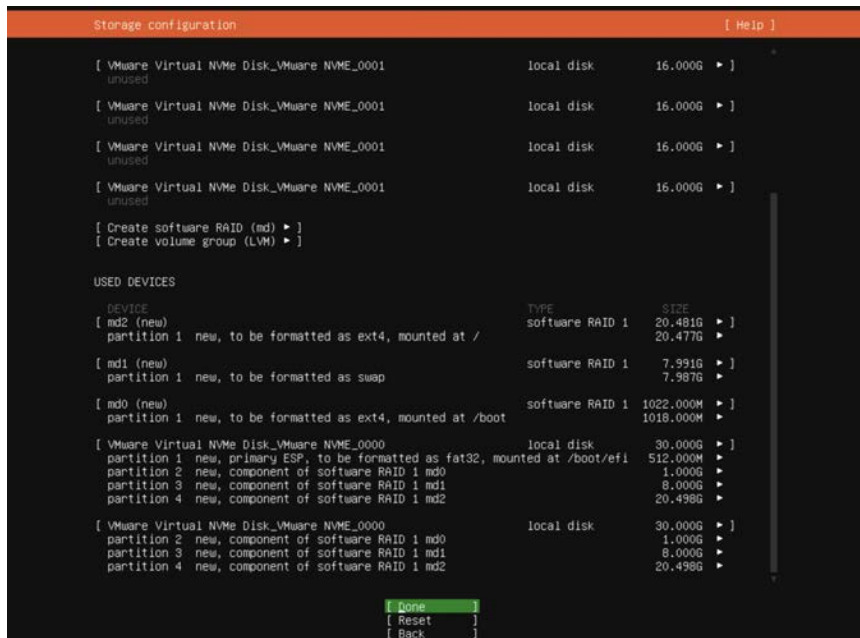 Storage configuration [ Help ]
[ VMware Virtual NVMe Disk_VMware NVME_0001 local disk 16.000G ► ]
unused
[ VMware Virtual NVMe Disk_VMware NVME_0001 local disk 16.000G ► ]
unused
[ VMware Virtual NVMe Disk_VMware NVME_0001 local disk 16.000G ► ]
unused
[ VMware Virtual NVMe Disk_VMware NVME_0001 local disk 16.000G ► ]
unused
[ Create software RAID (md) ► ]
[ Create volume group (LVM) ► ]
USED DEVICES
DEVICE TYPE SIZE
[ md2 (new) software RAID 1 20.481G ► ]
partition 1 new, to be formatted as ext4, mounted at / 20.477G ►
[ md1 (new) software RAID 1 7.991G ► ]
partition 1 new, to be formatted as swap 7.987G ►
[ md0 (new) software RAID 1 1022.000M ► ]
partition 1 new, to be formatted as ext4, mounted at /boot 1018.000M ►
[ VMware Virtual NVMe Disk_VMware NVME_0000 local disk 30.000G ► ]
partition 1 new, primary ESP, to be formatted as fat32, mounted at /boot/efi 512.000M ►
partition 2 new, component of software RAID 1 md0 1.000G ►
partition 3 new, component of software RAID 1 md1 8.000G ►
partition 4 new, component of software RAID 1 md2 20.498G ►
[ VMware Virtual NVMe Disk_VMware NVME_0000 local disk 30.000G ► ]
partition 2 new, component of software RAID 1 md0 1.000G ►
partition 3 new, component of software RAID 1 md1 8.000G ►
partition 4 new, component of software RAID 1 md2 20.498G ►
[ Done ]
[ Reset ]
[ Back ]